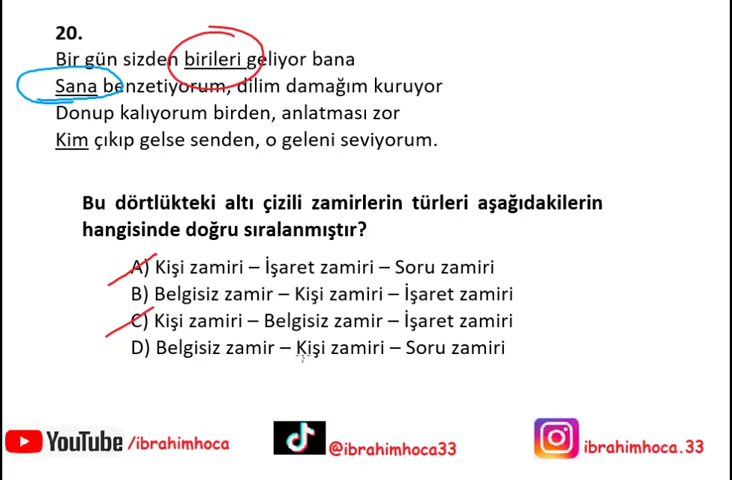 20.
Bir gün sizden birileri geliyor bana
Sana benzetiyorum, dilim damağım kuruyor
Donup kalıyorum birden, anlatması zor
Kim çıkıp gelse senden, o geleni seviyorum.
Bu dörtlükteki altı çizili zamirlerin türleri aşağıdakilerin
hangisinde doğru sıralanmıştır?
A) Kişi zamiri – İşaret zamiri – Soru zamiri
B) Belgisiz zamir – Kişi zamiri – İşaret zamiri
C) Kişi zamiri – Belgisiz zamir – İşaret zamiri
D) Belgisiz zamir – Kişi zamiri – Soru zamiri
YouTube /ibrahimhoca
@ibrahimhoca33
ibrahimhoca.33